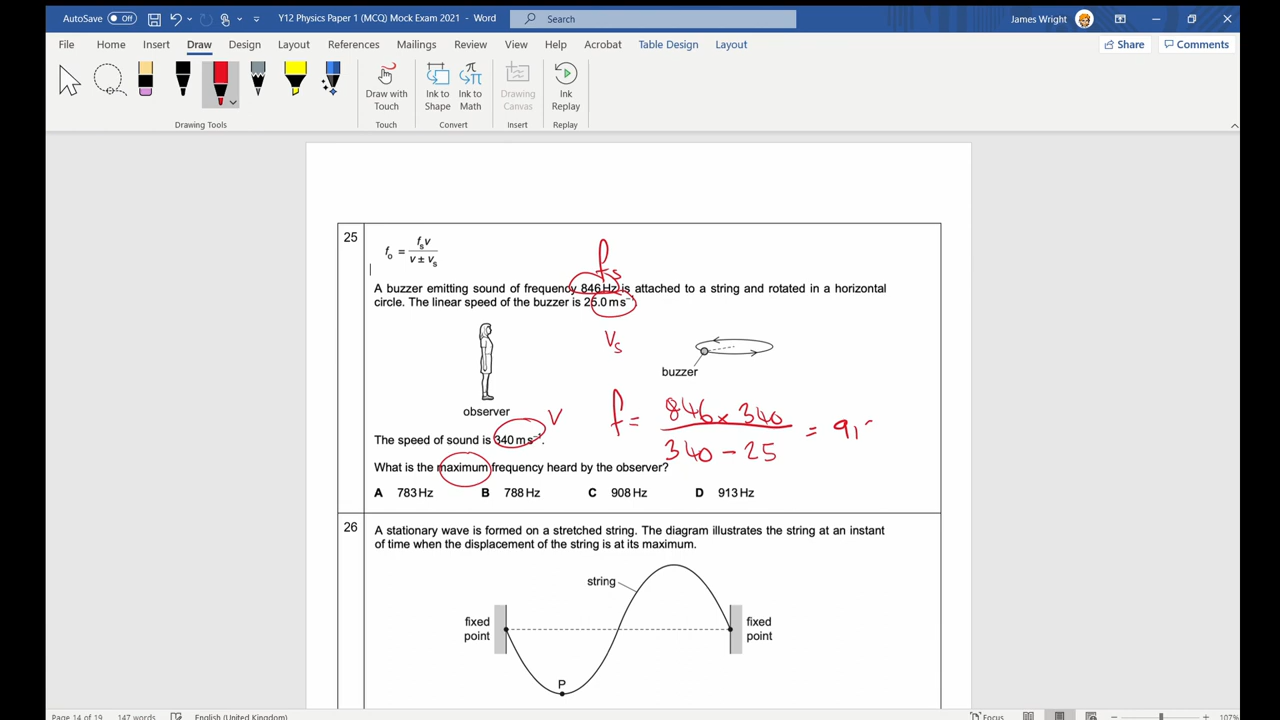 AutoSave Off Y12 Physics Paper 1 (MCQ) Mock Exam 2021 - Word Search James Wright
File Home Insert Draw Design Layout References Mailings Review View Help Acrobat Table Design Layout Share Comments
Draw with Touch
Ink to Shape
Ink to Math
Drawing Canvas
Ink Replay
Drawing Tools Touch Convert Insert Replay
25
fo = fsv / v ± vs
fs
A buzzer emitting sound of frequency 846 Hz is attached to a string and rotated in a horizontal
circle. The linear speed of the buzzer is 25.0 m s⁻¹
vs
buzzer
observer
v
f = 846 × 340 / 340 - 25 = 91
The speed of sound is 340 m s⁻¹.
What is the maximum frequency heard by the observer?
A 783 Hz B 788 Hz C 908 Hz D 913 Hz
26
A stationary wave is formed on a stretched string. The diagram illustrates the string at an instant
of time when the displacement of the string is at its maximum.
string
fixed point
fixed point
P
Page 14 of 19 147 words English (United Kingdom) Focus 107%